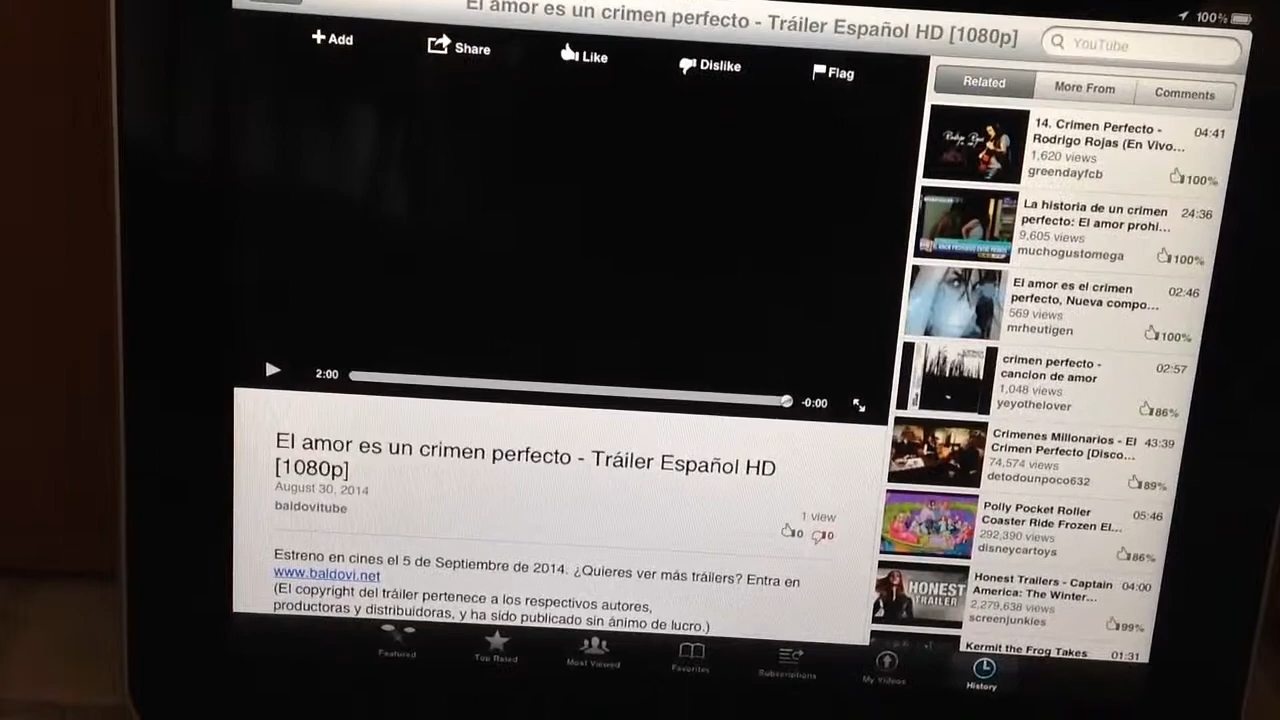 El amor es un crimen perfecto - Tráiler Español HD [1080p]
100%
YouTube
Add
Share
Like
Dislike
Flag
Related
More From
Comments
14. Crimen Perfecto -
Rodrigo Rojas (En Vivo...
04:41
1,620 views
greendayfcb
100%
La historia de un crimen
perfecto: El amor prohi...
24:36
9,605 views
muchogustomega
100%
El amor es el crimen
perfecto, Nueva compo...
02:46
569 views
mrheutigen
100%
crimen perfecto -
cancion de amor
02:57
1,048 views
yeyothelover
86%
Crimenes Millonarios - El
Crimen Perfecto [Disco...
43:39
74,574 views
detodounpoco632
89%
Polly Pocket Roller
Coaster Ride Frozen El...
05:46
292,390 views
disneycartoys
86%
HONEST
TRAILER
Honest Trailers - Captain
America: The Winter...
04:00
2,279,638 views
screenjunkies
99%
Kermit the Frog Takes
01:31
2:00
-0:00
El amor es un crimen perfecto - Tráiler Español HD
[1080p]
August 30, 2014
baldovitube
1 view
0
0
Estreno en cines el 5 de Septiembre de 2014. ¿Quieres ver más tráilers? Entra en
www.baldovi.net
(El copyright del tráiler pertenece a los respectivos autores,
productoras y distribuidoras, y ha sido publicado sin ánimo de lucro.)
Featured
Top Rated
Most Viewed
Favorites
Subscriptions
My Videos
History